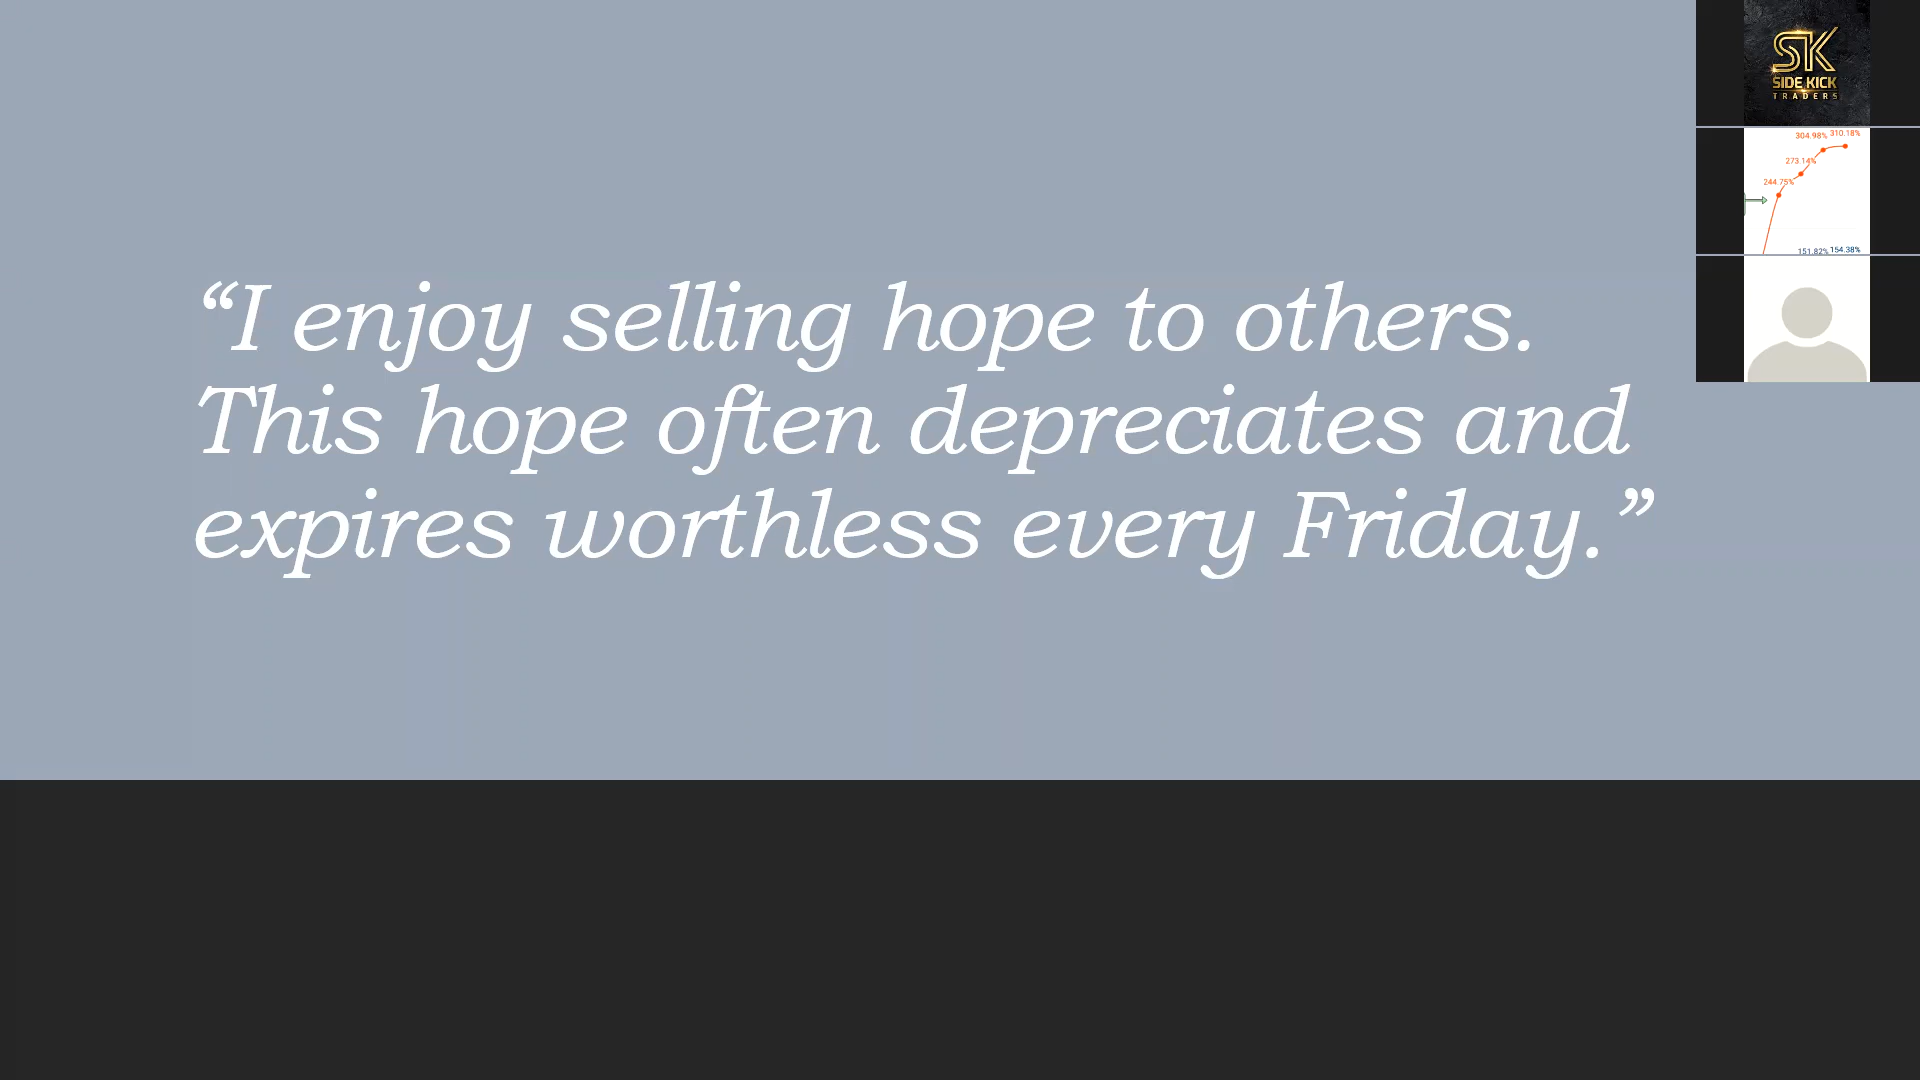 “I enjoy selling hope to others.
This hope often depreciates and
expires worthless every Friday.”
SK
SIDE KICK
TRADERS
304.98% 310.18%
273.14%
244.75%
151.82% 154.38%